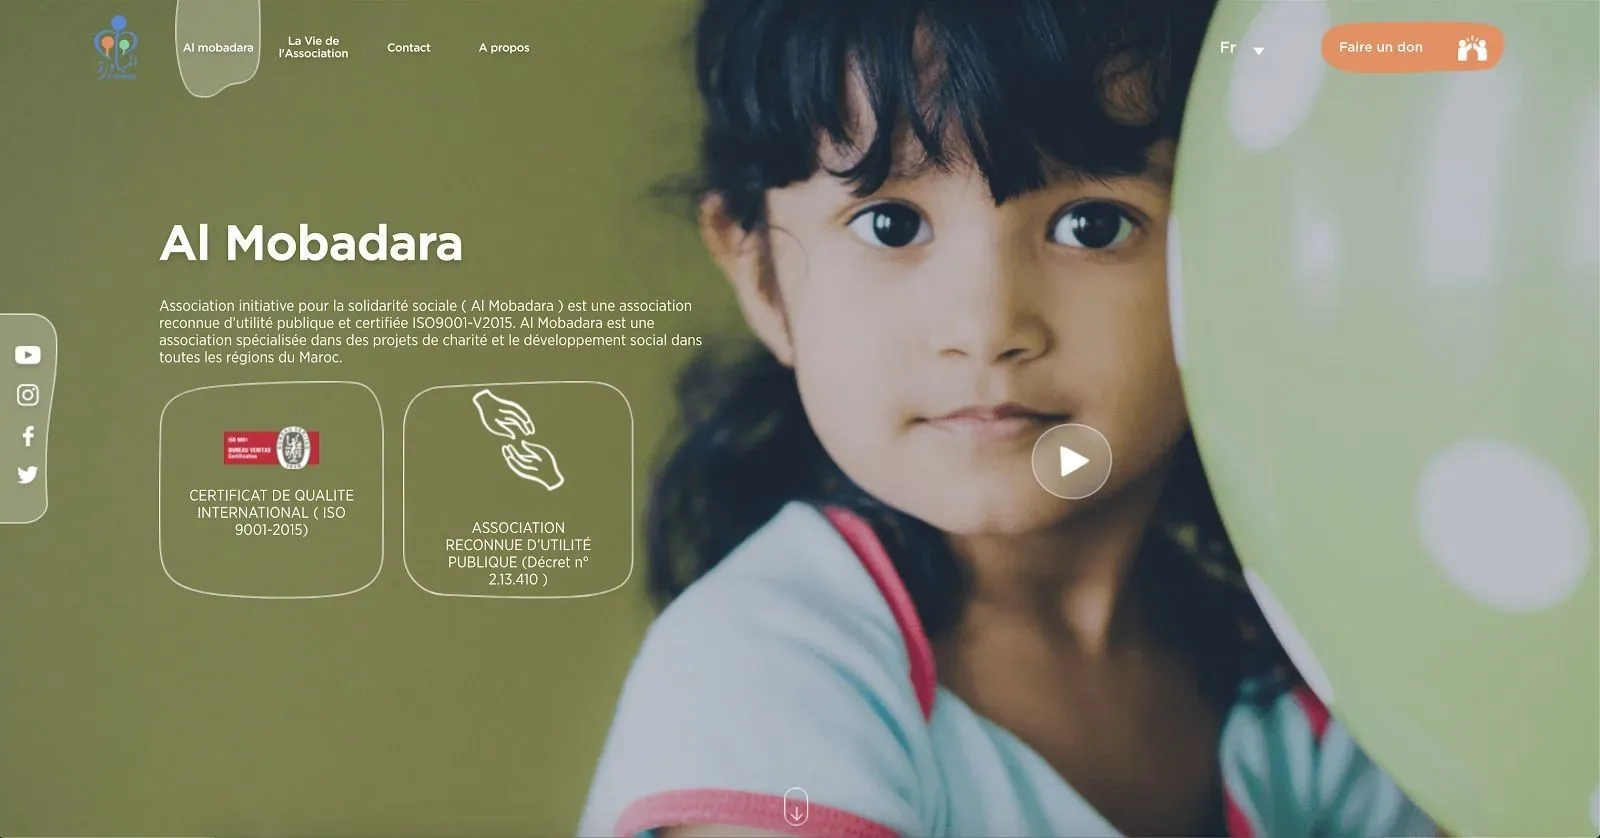 Al mobadara
La Vie de
l'Association
Contact
A propos
Fr
Faire un don
Al Mobadara
Association initiative pour la solidarité sociale ( Al Mobadara ) est une association
reconnue d'utilité publique et certifiée ISO9001-V2015. Al Mobadara est une
association spécialisée dans des projets de charité et le développement social dans
toutes les régions du Maroc.
ISO 9001
BUREAU VERITAS
Certification
CERTIFICAT DE QUALITE
INTERNATIONAL ( ISO
9001-2015)
ASSOCIATION
RECONNUE D'UTILITÉ
PUBLIQUE (Décret n°
2.13.410 )